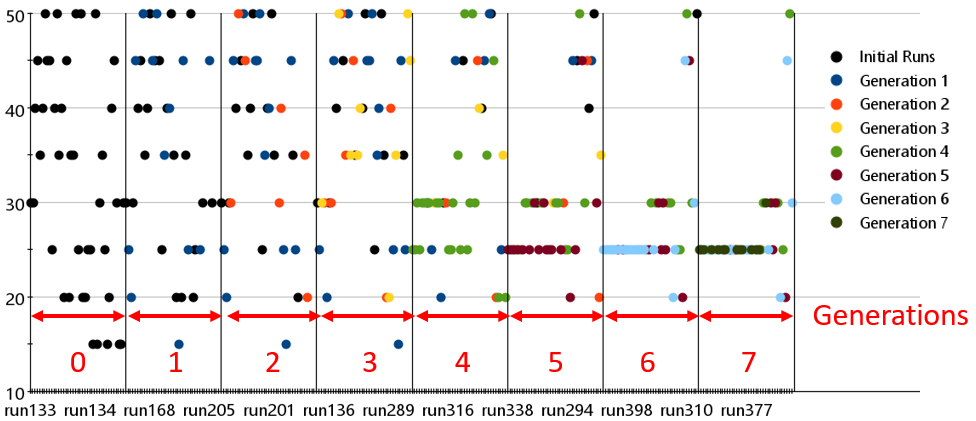 50
40
30
20
10
Initial Runs
Generation 1
Generation 2
Generation 3
Generation 4
Generation 5
Generation 6
Generation 7
Generations
0 1 2 3 4 5 6 7
run133 run134 run168 run205 run201 run136 run289 run316 run338 run294 run398 run310 run377